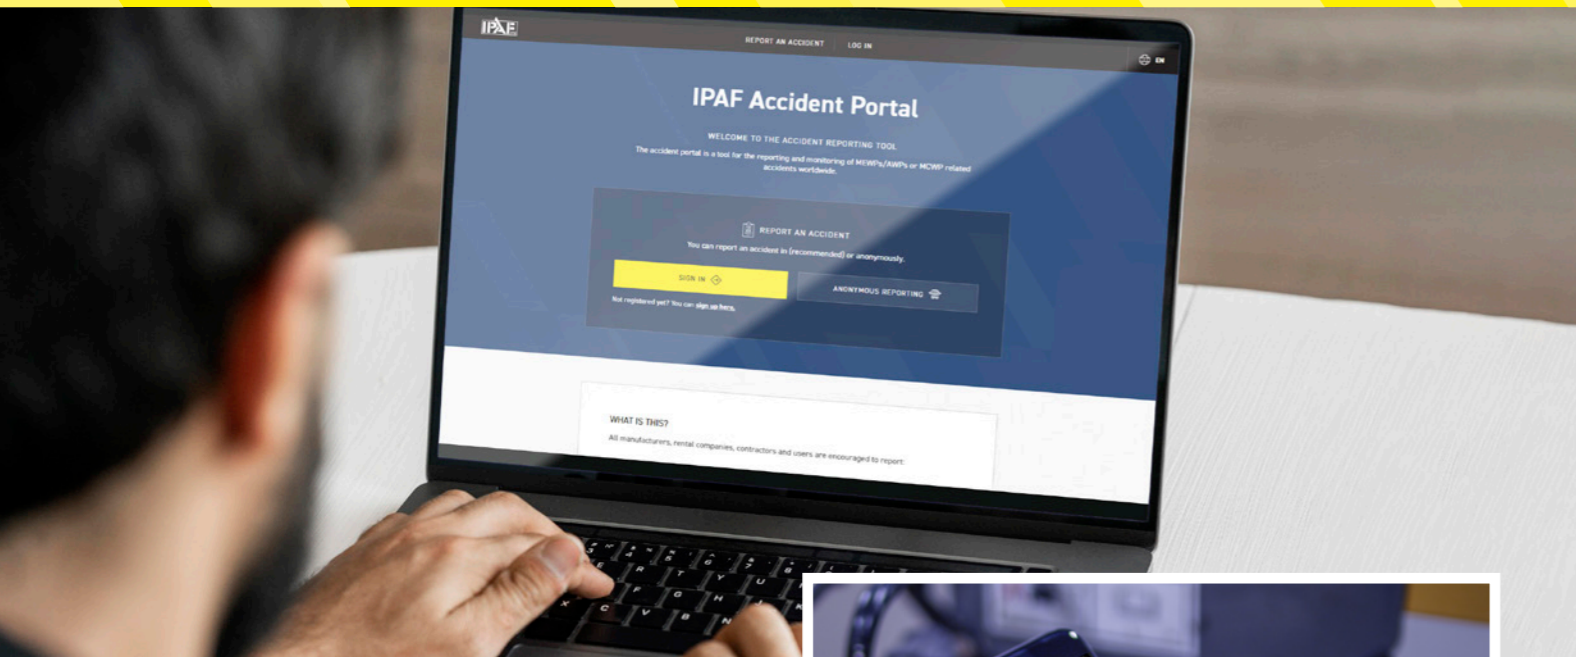 IPAF
REPORT AN ACCIDENT LOG IN
EN
IPAF Accident Portal
WELCOME TO THE ACCIDENT REPORTING TOOL
The accident portal is a tool for the reporting and monitoring of MEWPs/AWPs or MCWP related
accidents worldwide.
REPORT AN ACCIDENT
You can report an accident in (recommended) or anonymously.
SIGN IN
ANONYMOUS REPORTING
Not registered yet? You can sign up here.
WHAT IS THIS?
All manufacturers, rental companies, contractors and users are encouraged to report: